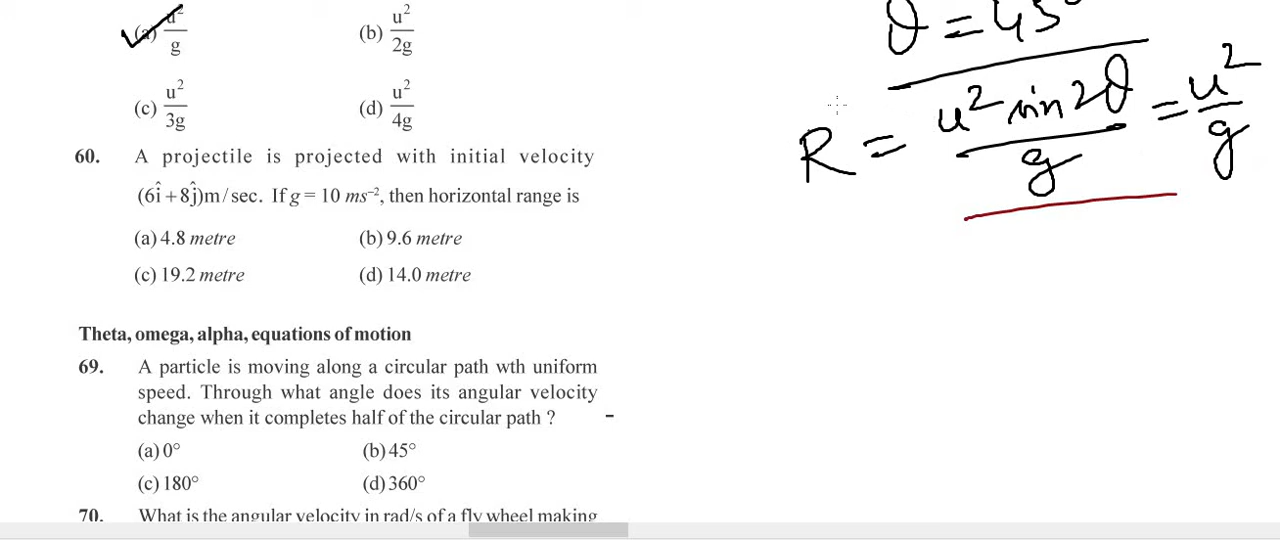 (a) u²/g (b) u²/2g
(c) u²/3g (d) u²/4g
60. A projectile is projected with initial velocity
(6î + 8ĵ)m/sec. If g = 10 ms⁻², then horizontal range is
(a) 4.8 metre (b) 9.6 metre
(c) 19.2 metre (d) 14.0 metre
Theta, omega, alpha, equations of motion
69. A particle is moving along a circular path wth uniform
speed. Through what angle does its angular velocity
change when it completes half of the circular path ?
(a) 0° (b) 45°
(c) 180° (d) 360°
70. What is the angular velocity in rad/s of a fly wheel making
θ = 45°
R = u² sin 2θ/g = u²/g